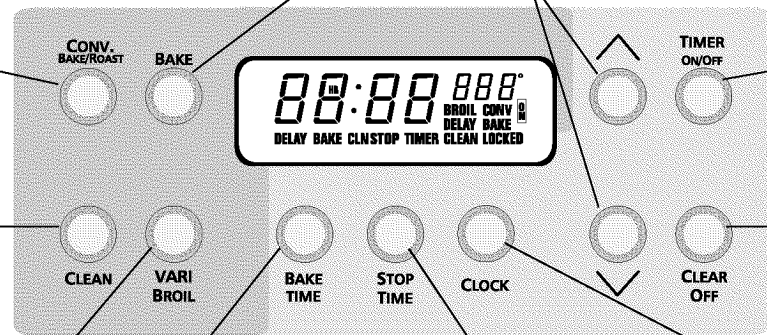 CONV.
BAKE/ROAST
BAKE
TIMER
ON/OFF
88:88 888°
HR
BROIL CONV ON
DELAY BAKE
DELAY BAKE CLN STOP TIMER CLEAN LOCKED
CLEAN
VARI
BROIL
BAKE
TIME
STOP
TIME
CLOCK
CLEAR
OFF